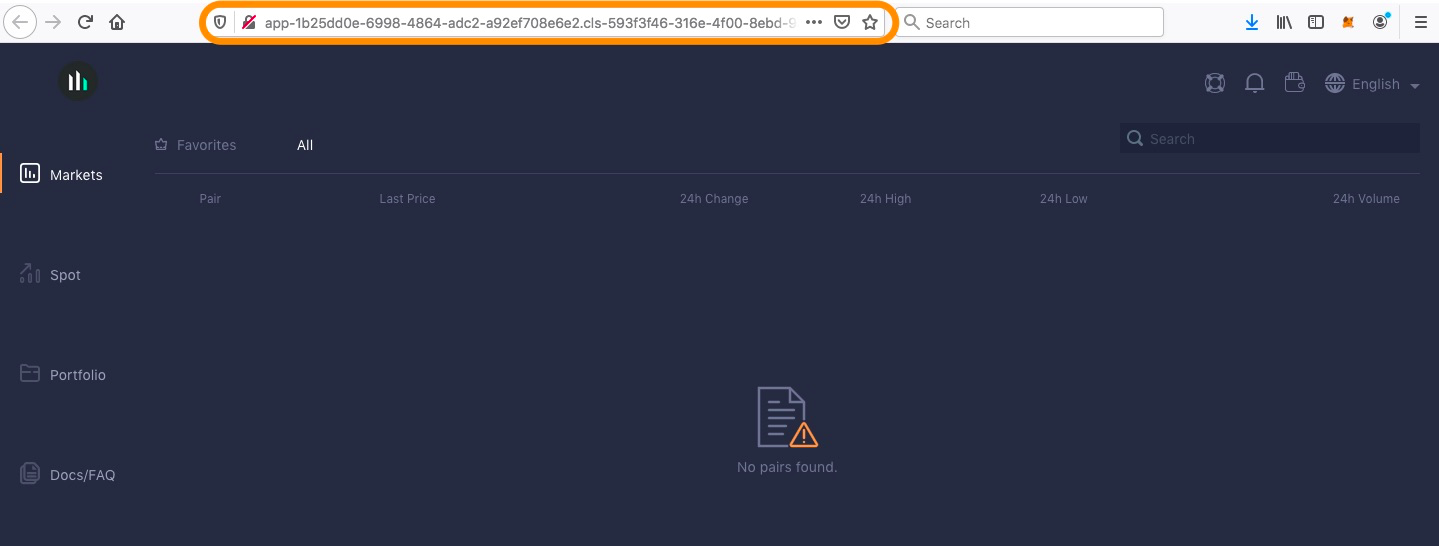 app-1b25dd0e-6998-4864-adc2-a92ef708e6e2.cls-593f3f46-316e-4f00-8ebd-9 ••• Search
English
Favorites All Search
Markets
Pair Last Price 24h Change 24h High 24h Low 24h Volume
Spot
Portfolio
No pairs found.
Docs/FAQ